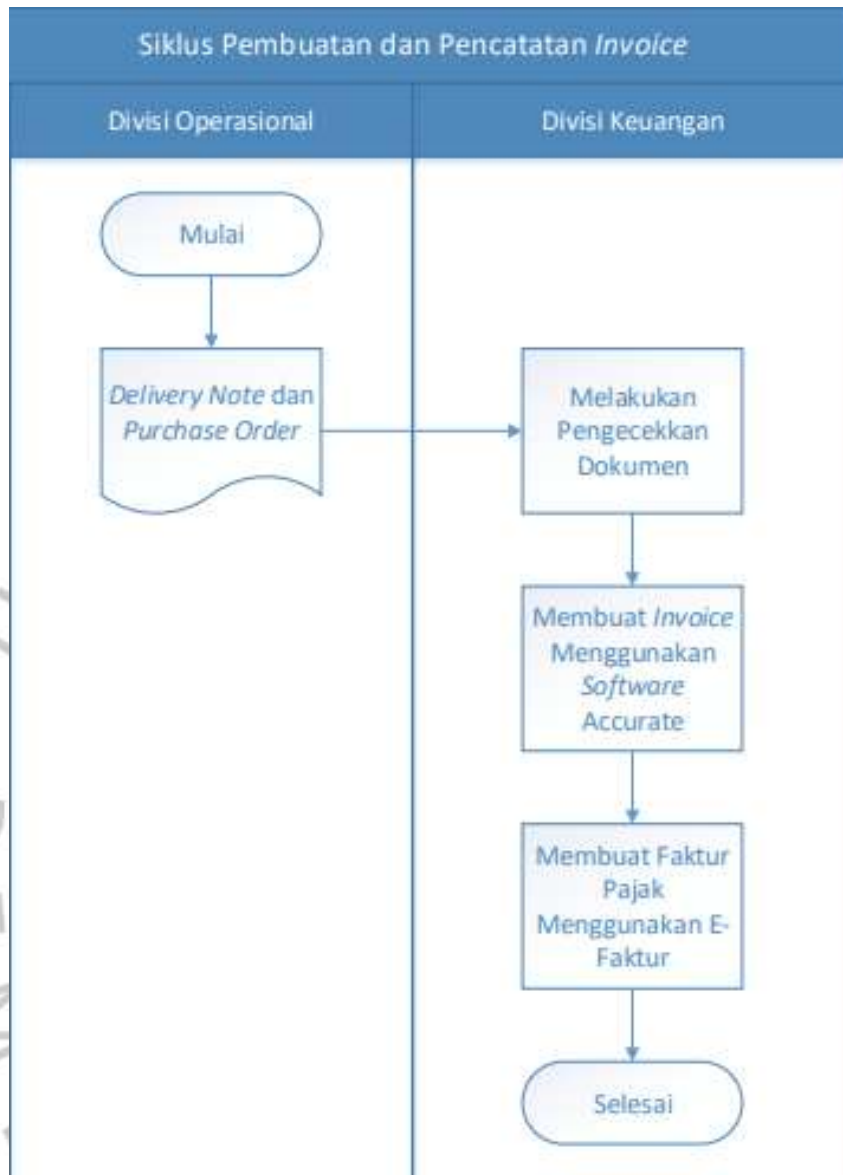 Siklus Pembuatan dan Pencatatan Invoice
Divisi Operasional
Divisi Keuangan
Mulai
Delivery Note dan
Purchase Order
Melakukan
Pengecekkan
Dokumen
Membuat Invoice
Menggunakan
Software
Accurate
Membuat Faktur
Pajak
Menggunakan E-
Faktur
Selesai